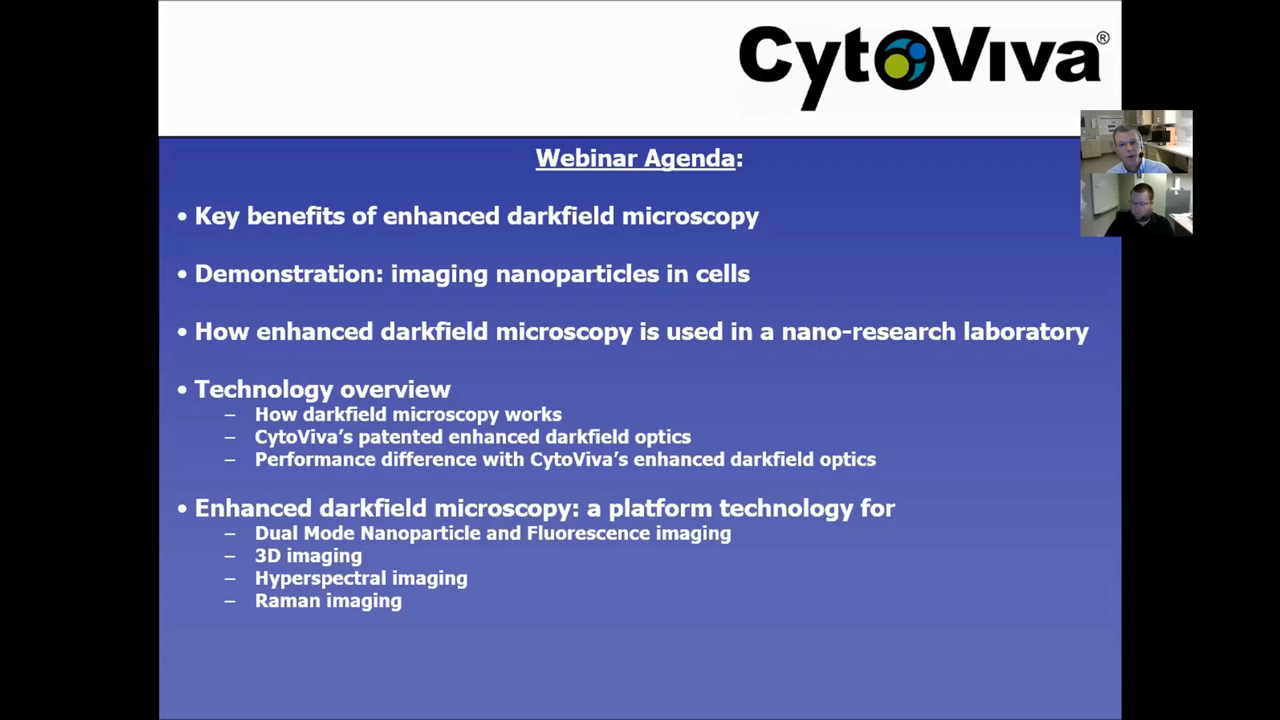 CytoViva®
Webinar Agenda:
• Key benefits of enhanced darkfield microscopy
• Demonstration: imaging nanoparticles in cells
• How enhanced darkfield microscopy is used in a nano-research laboratory
• Technology overview
– How darkfield microscopy works
– CytoViva’s patented enhanced darkfield optics
– Performance difference with CytoViva’s enhanced darkfield optics
• Enhanced darkfield microscopy: a platform technology for
– Dual Mode Nanoparticle and Fluorescence imaging
– 3D imaging
– Hyperspectral imaging
– Raman imaging